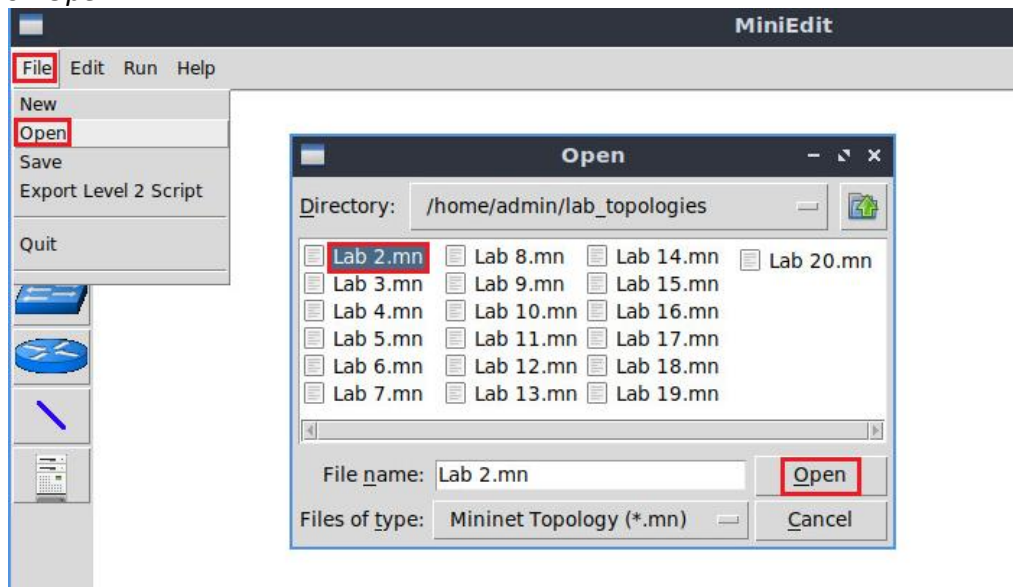 MiniEdit
File Edit Run Help
New
Open
Save
Export Level 2 Script
Quit
Open
Directory: /home/admin/lab_topologies
Lab 2.mn Lab 8.mn Lab 14.mn Lab 20.mn
Lab 3.mn Lab 9.mn Lab 15.mn
Lab 4.mn Lab 10.mn Lab 16.mn
Lab 5.mn Lab 11.mn Lab 17.mn
Lab 6.mn Lab 12.mn Lab 18.mn
Lab 7.mn Lab 13.mn Lab 19.mn
File name: Lab 2.mn Open
Files of type: Mininet Topology (*.mn) Cancel